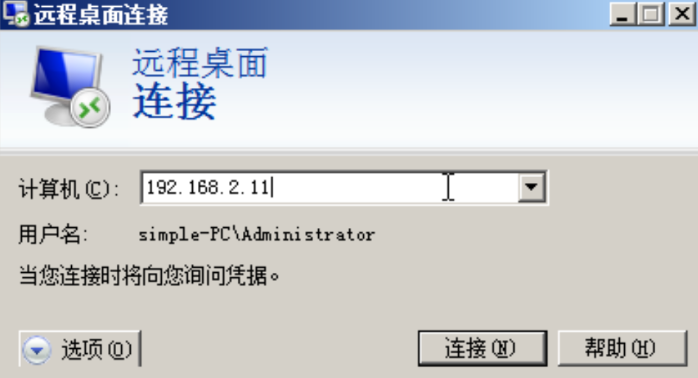 远程桌面连接
远程桌面
连接
计算机(C): 192.168.2.11
用户名: simple-PC\Administrator
当您连接时将向您询问凭据。
选项(O) 连接(N) 帮助(H)